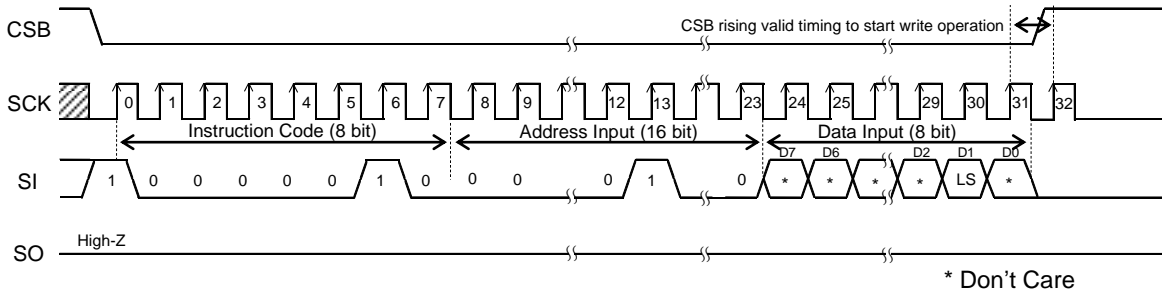 CSB
CSB rising valid timing to start write operation
SCK
0 1 2 3 4 5 6 7 8 9 12 13 23 24 25 29 30 31 32
Instruction Code (8 bit) Address Input (16 bit) Data Input (8 bit)
D7 D6 D2 D1 D0
SI 1 0 0 0 0 0 1 0 0 0 0 1 0 * * * * LS *
High-Z
SO
* Don't Care